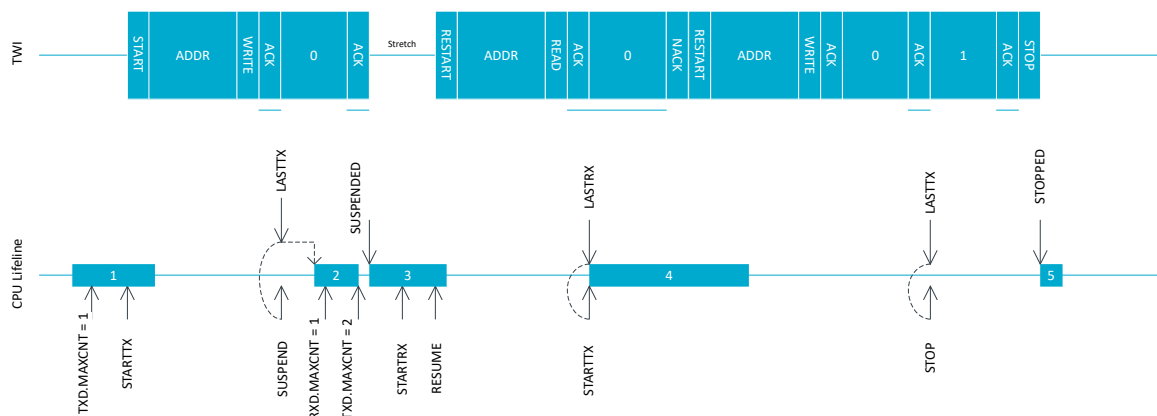 TWI
START
ADDR
WRITE
ACK
0
ACK
Stretch
RESTART
ADDR
READ
ACK
0
NACK
RESTART
ADDR
WRITE
ACK
0
ACK
1
ACK
STOP
CPU Lifeline
LASTTX
SUSPENDED
LASTRX
LASTTX
STOPPED
1
2
3
4
5
TXD.MAXCNT = 1
STARTTX
SUSPEND
RXD.MAXCNT = 1
TXD.MAXCNT = 2
STARTRX
RESUME
STARTTX
STOP